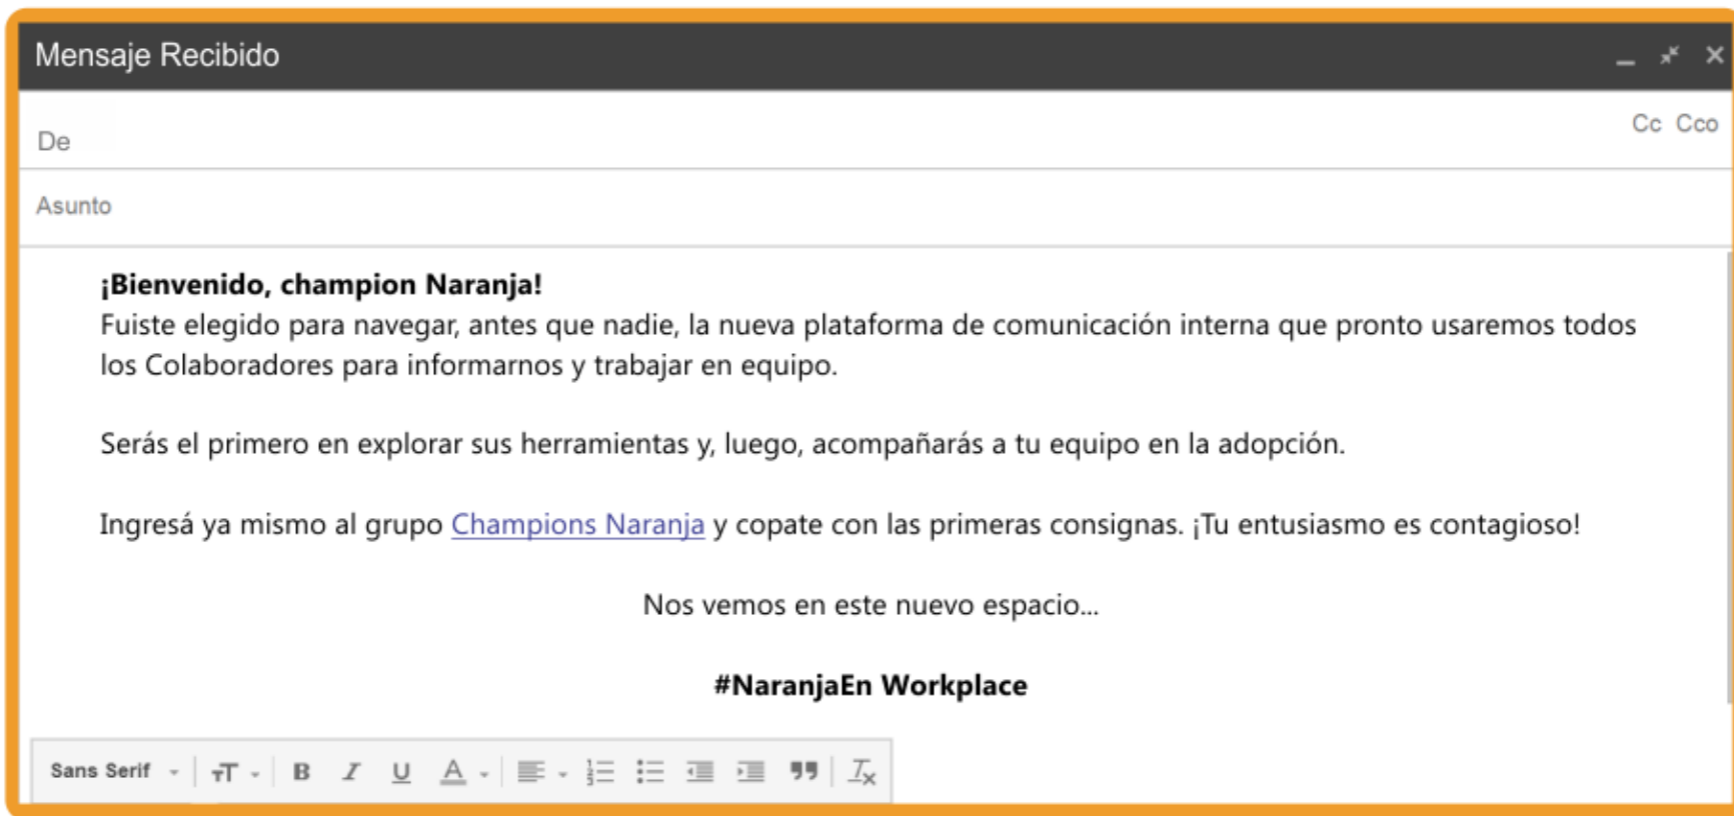 Mensaje Recibido
De
Cc Cco
Asunto
¡Bienvenido, champion Naranja!
Fuiste elegido para navegar, antes que nadie, la nueva plataforma de comunicación interna que pronto usaremos todos
los Colaboradores para informarnos y trabajar en equipo.
Serás el primero en explorar sus herramientas y, luego, acompañarás a tu equipo en la adopción.
Ingresá ya mismo al grupo Champions Naranja y copate con las primeras consignas. ¡Tu entusiasmo es contagioso!
Nos vemos en este nuevo espacio...
#NaranjaEn Workplace
Sans Serif